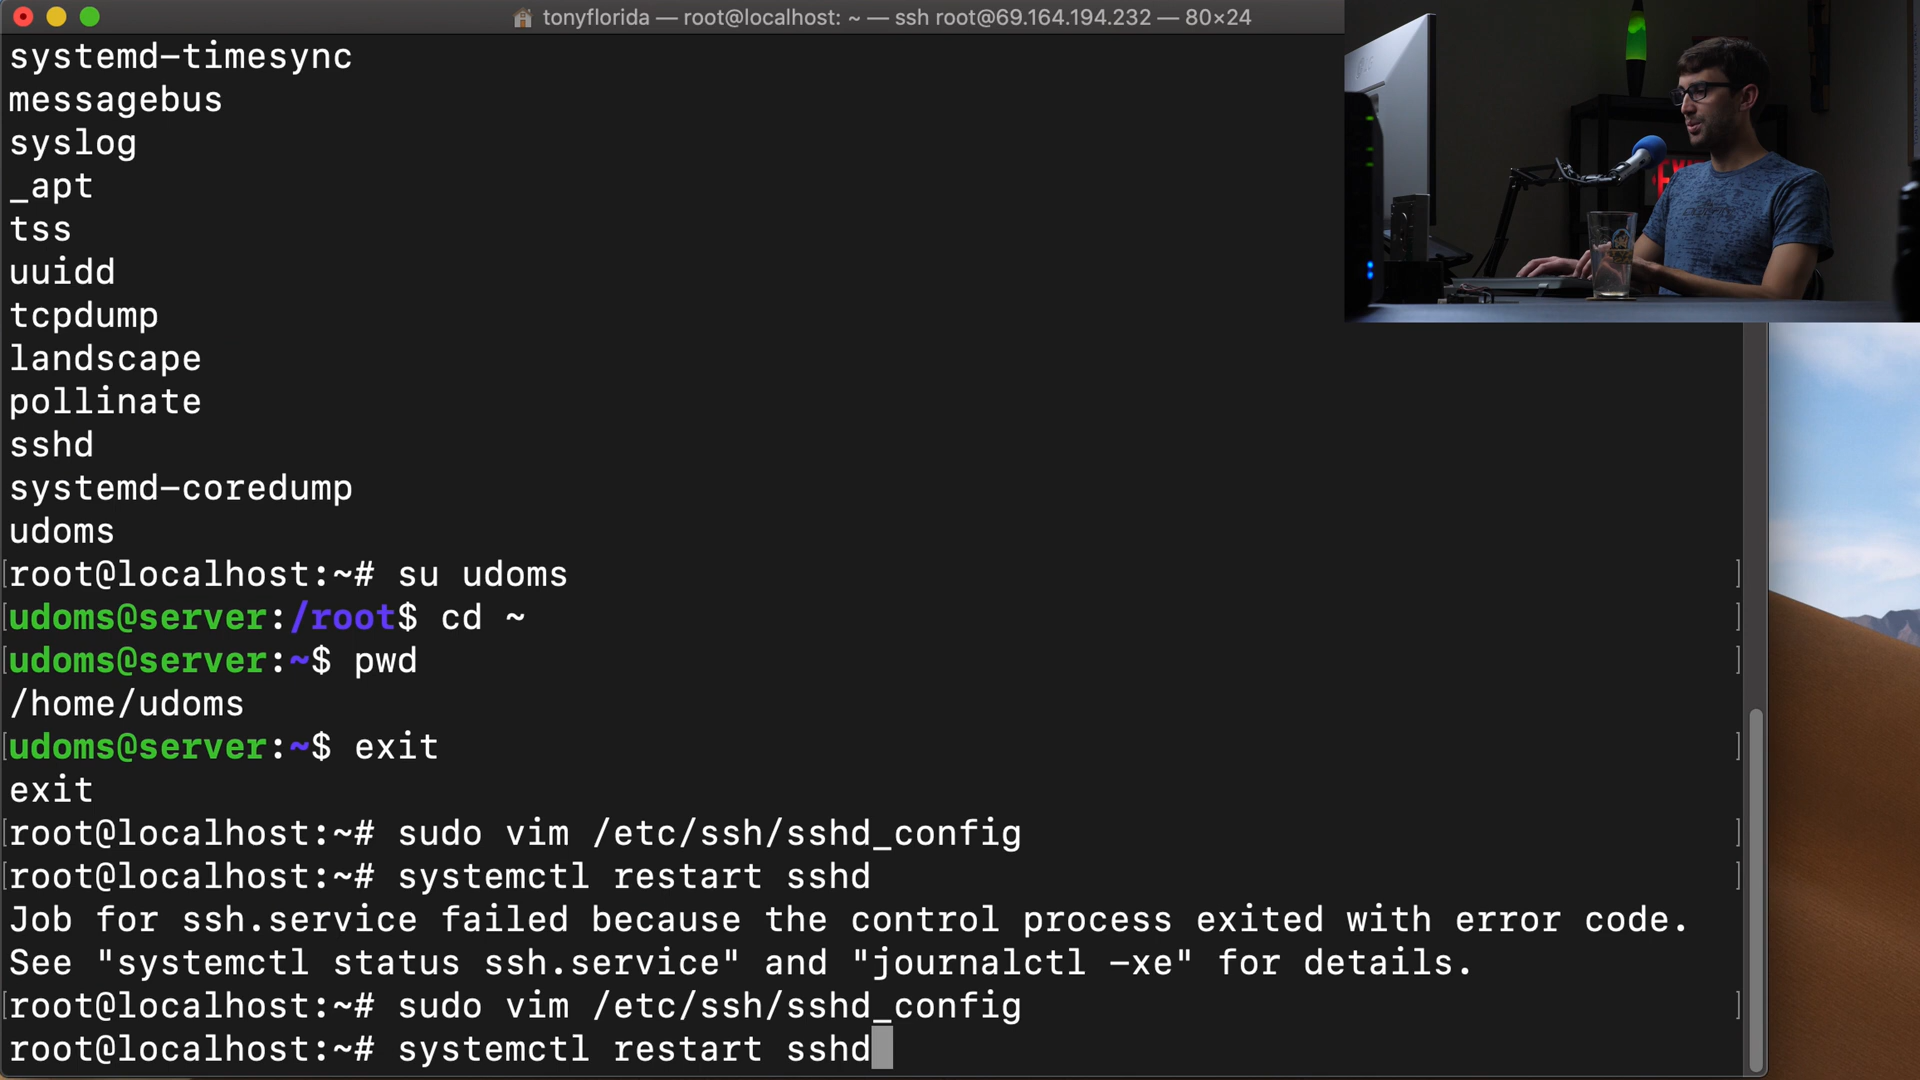 tonyflorida — root@localhost: ~ — ssh root@69.164.194.232 — 80×24
systemd-timesync
messagebus
syslog
_apt
tss
uuidd
tcpdump
landscape
pollinate
sshd
systemd-coredump
udoms
[root@localhost:~# su udoms ]
[udoms@server:/root$ cd ~ ]
[udoms@server:~$ pwd ]
/home/udoms
[udoms@server:~$ exit ]
exit
[root@localhost:~# sudo vim /etc/ssh/sshd_config ]
[root@localhost:~# systemctl restart sshd ]
Job for ssh.service failed because the control process exited with error code.
See "systemctl status ssh.service" and "journalctl -xe" for details.
[root@localhost:~# sudo vim /etc/ssh/sshd_config ]
root@localhost:~# systemctl restart sshd